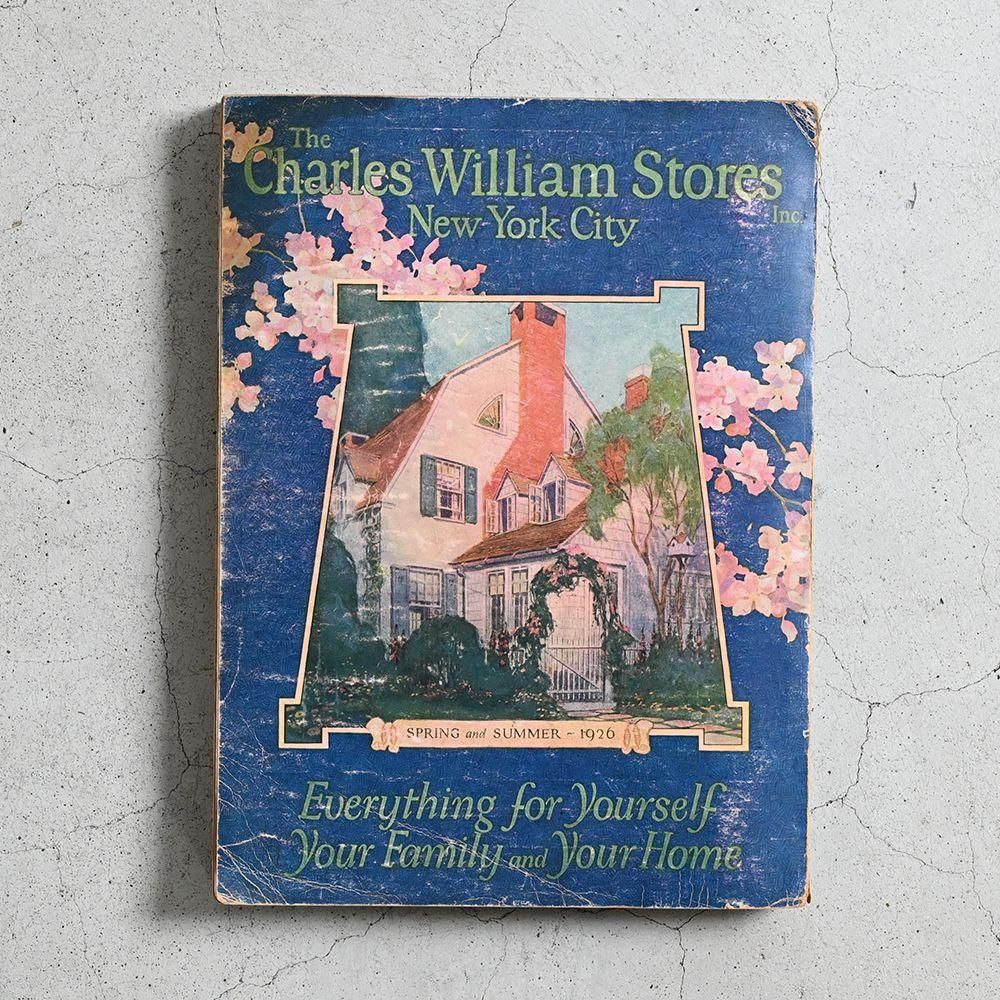 The
Charles William Stores
Inc.
New York City
SPRING and SUMMER ~ 1926
Everything for Yourself
Your Family and Your Home